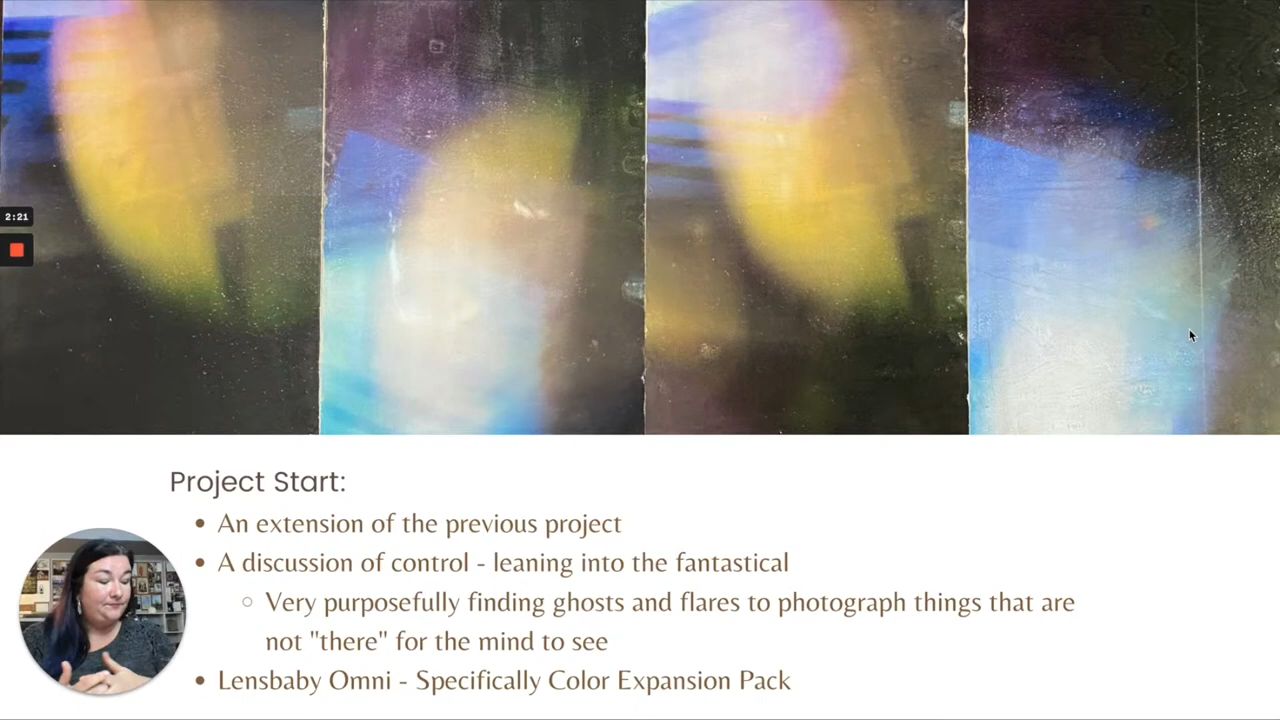 2:21
Project Start:
• An extension of the previous project
• A discussion of control - leaning into the fantastical
○ Very purposefully finding ghosts and flares to photograph things that are
not "there" for the mind to see
• Lensbaby Omni - Specifically Color Expansion Pack